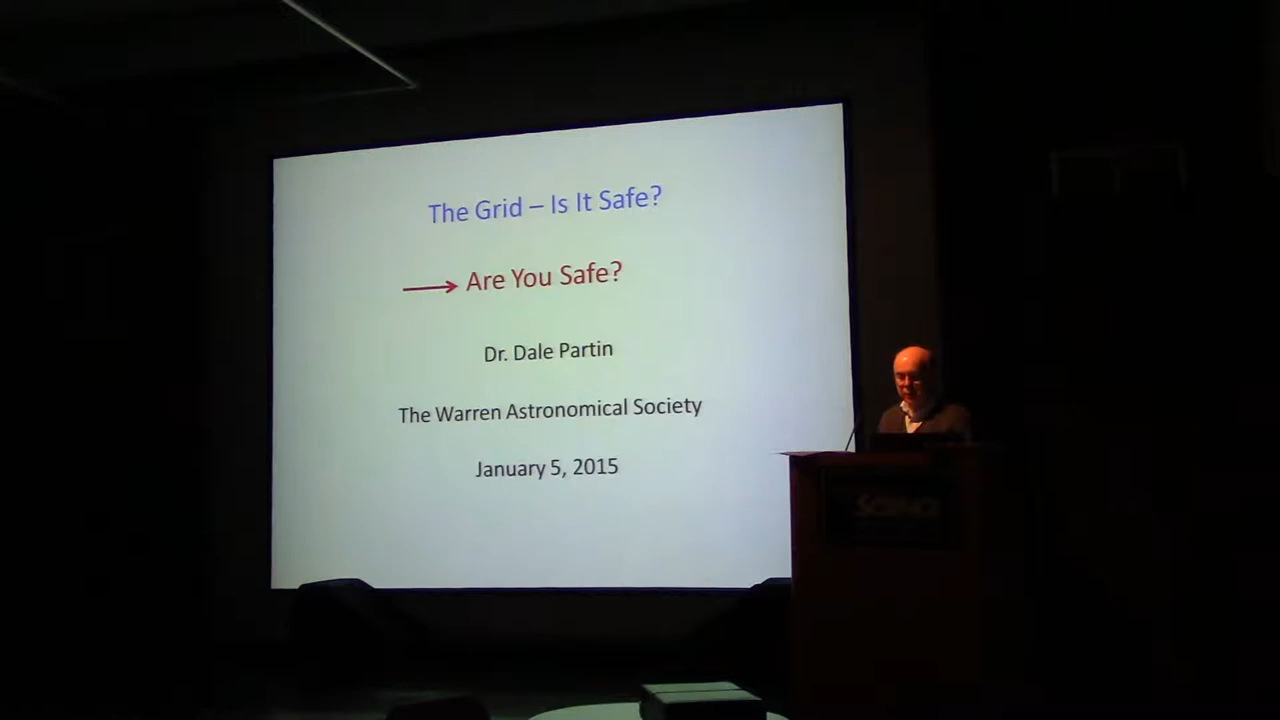 The Grid – Is It Safe?
Are You Safe?
Dr. Dale Partin
The Warren Astronomical Society
January 5, 2015